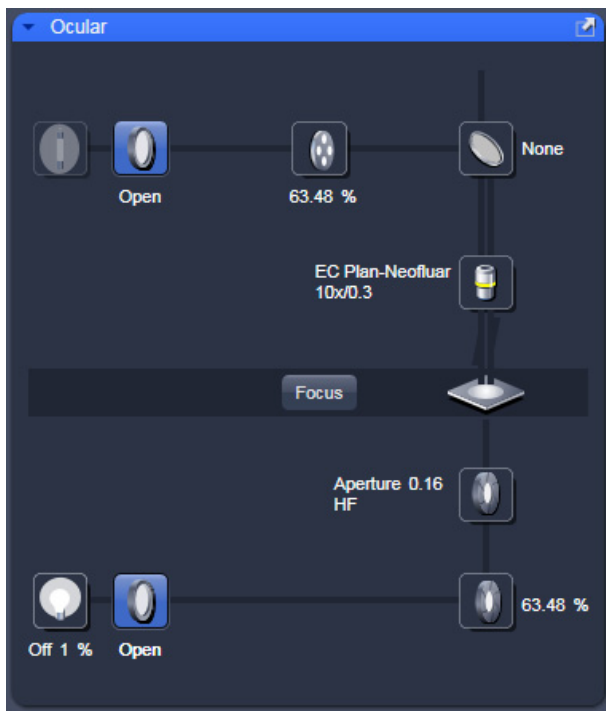 Ocular
None
Open
63.48 %
EC Plan-Neofluar
10x/0.3
Focus
Aperture 0.16
HF
63.48 %
Off 1 %
Open